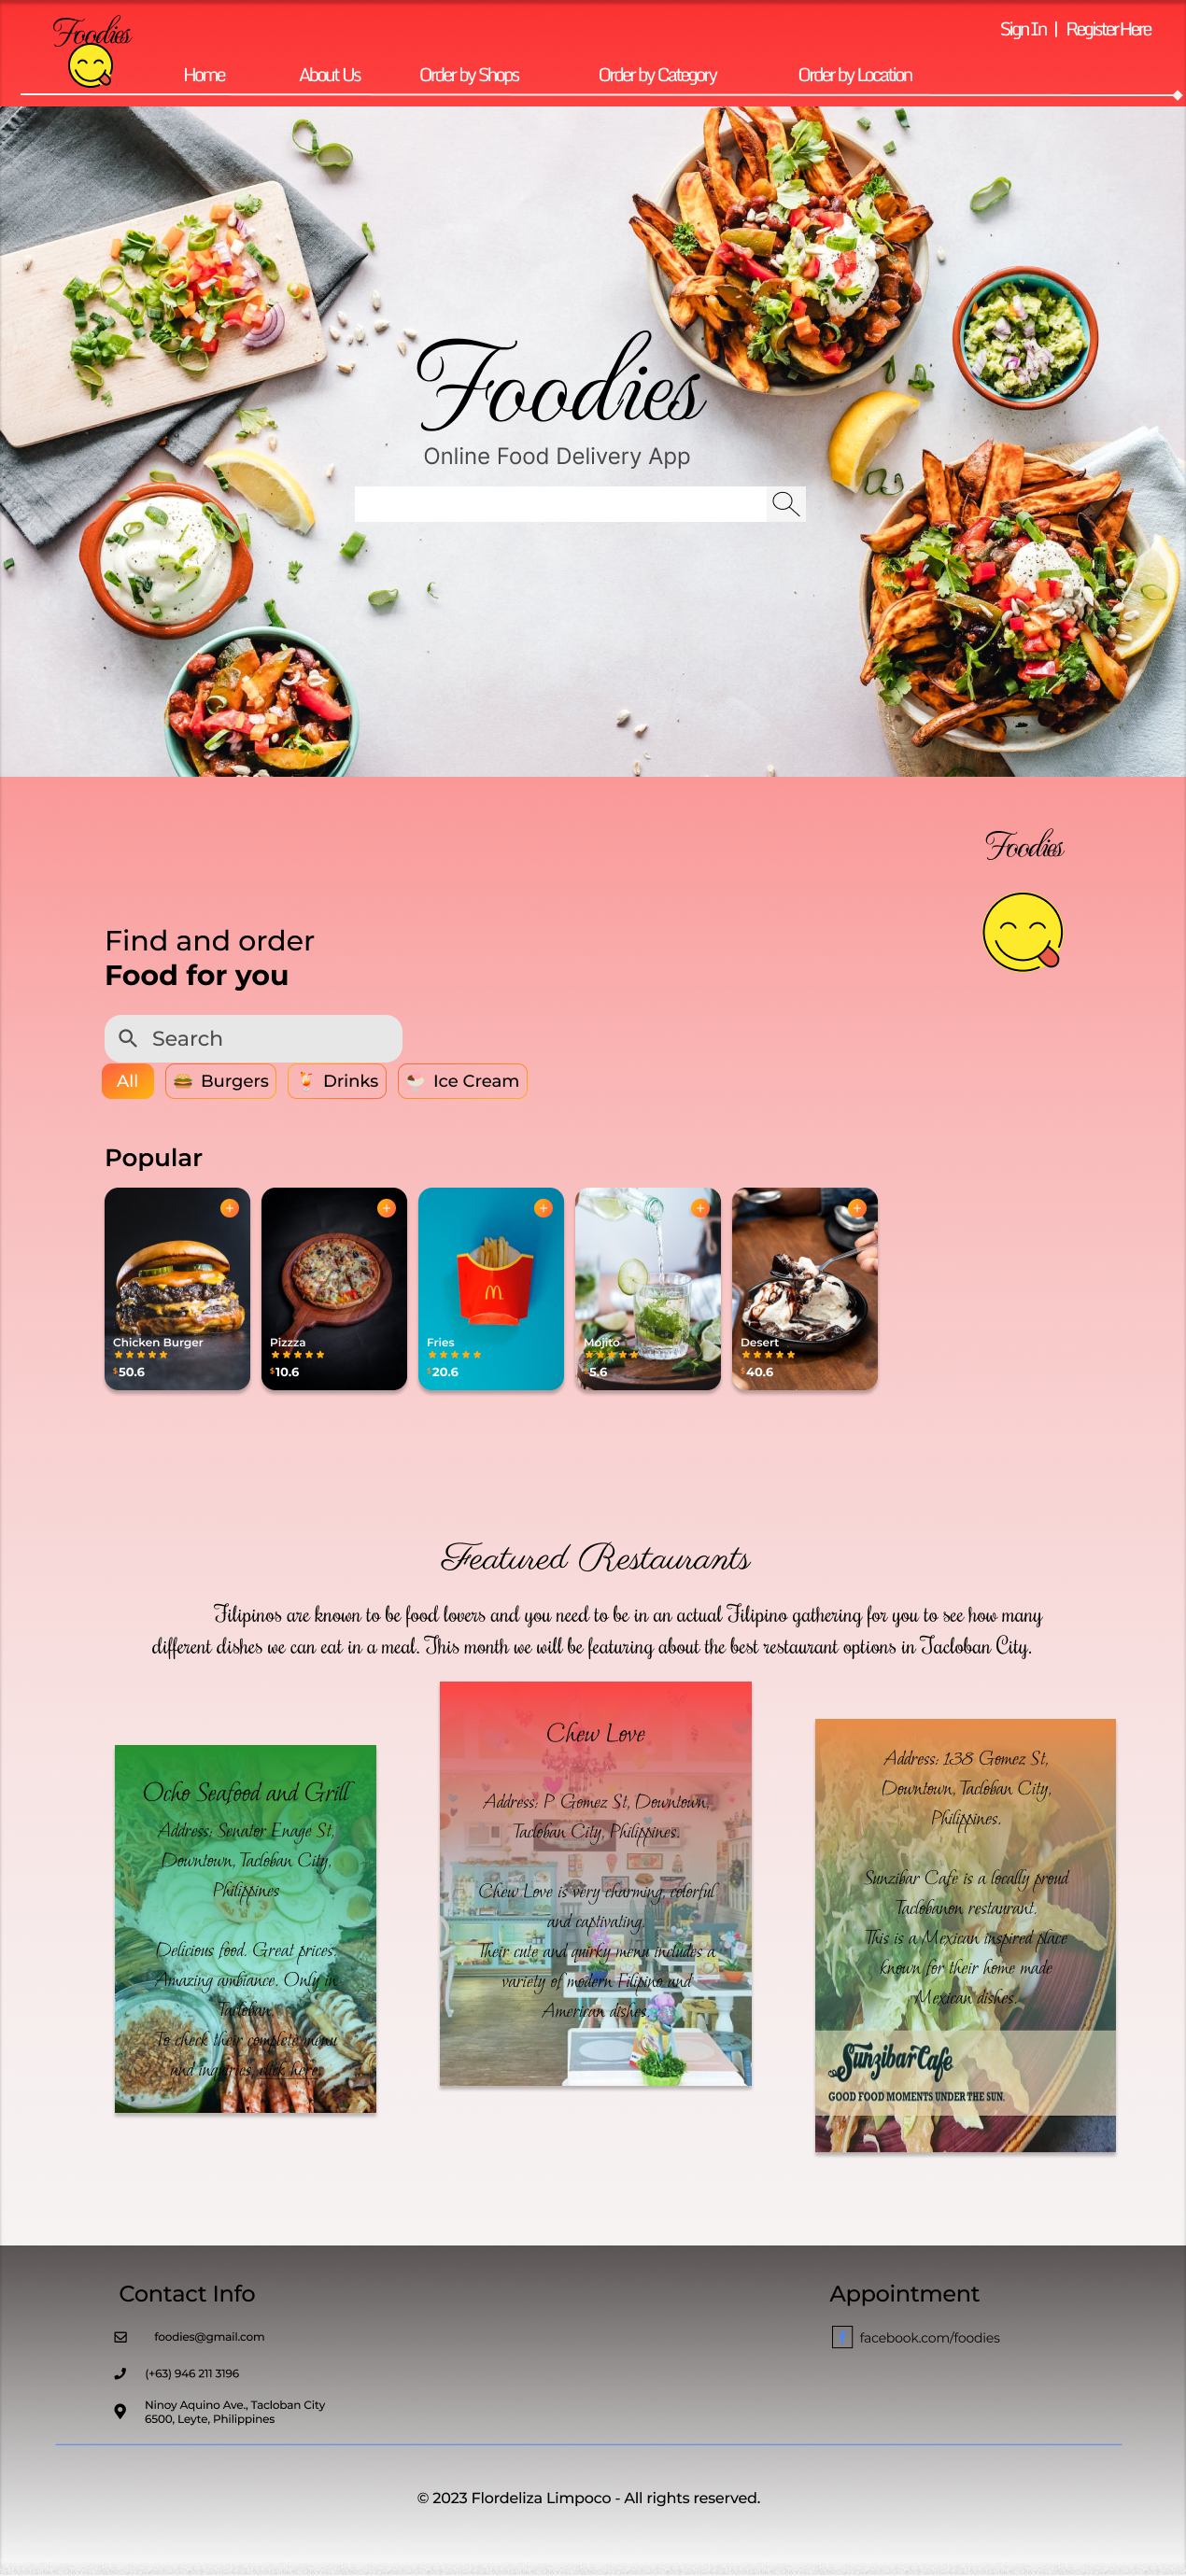 Foodies
Sign In | Register Here
Home About Us Order by Shops Order by Category Order by Location
Foodies
Online Food Delivery App
Foodies
Find and order
Food for you
Search
All Burgers Drinks Ice Cream
Popular
Chicken Burger
$50.6
Pizzza
$10.6
Fries
$20.6
Mojito
$5.6
Desert
$40.6
Featured Restaurants
Filipinos are known to be food lovers and you need to be in an actual Filipino gathering for you to see how many
different dishes we can eat in a meal. This month we will be featuring about the best restaurant options in Tacloban City.
Ocho Seafood and Grill
Address: Senator Enage St,
Downtown, Tacloban City,
Philippines
Delicious food. Great prices.
Amazing ambiance. Only in
Tacloban.
To check their complete menu
and inquiries, click here.
Chew Love
Address: P Gomez St, Downtown,
Tacloban City, Philippines.
Chew Love is very charming, colorful
and captivating.
Their cute and quirky menu includes a
variety of modern Filipino and
American dishes.
Address: 138 Gomez St,
Downtown, Tacloban City,
Philippines.
Sunzibar Cafe is a locally proud
Taclobanon restaurant.
This is a Mexican inspired place
known for their home made
Mexican dishes.
Sunzibar Cafe
GOOD FOOD MOMENTS UNDER THE SUN.
Contact Info
foodies@gmail.com
(+63) 946 211 3196
Ninoy Aquino Ave., Tacloban City
6500, Leyte, Philippines
Appointment
facebook.com/foodies
© 2023 Flordeliza Limpoco - All rights reserved.